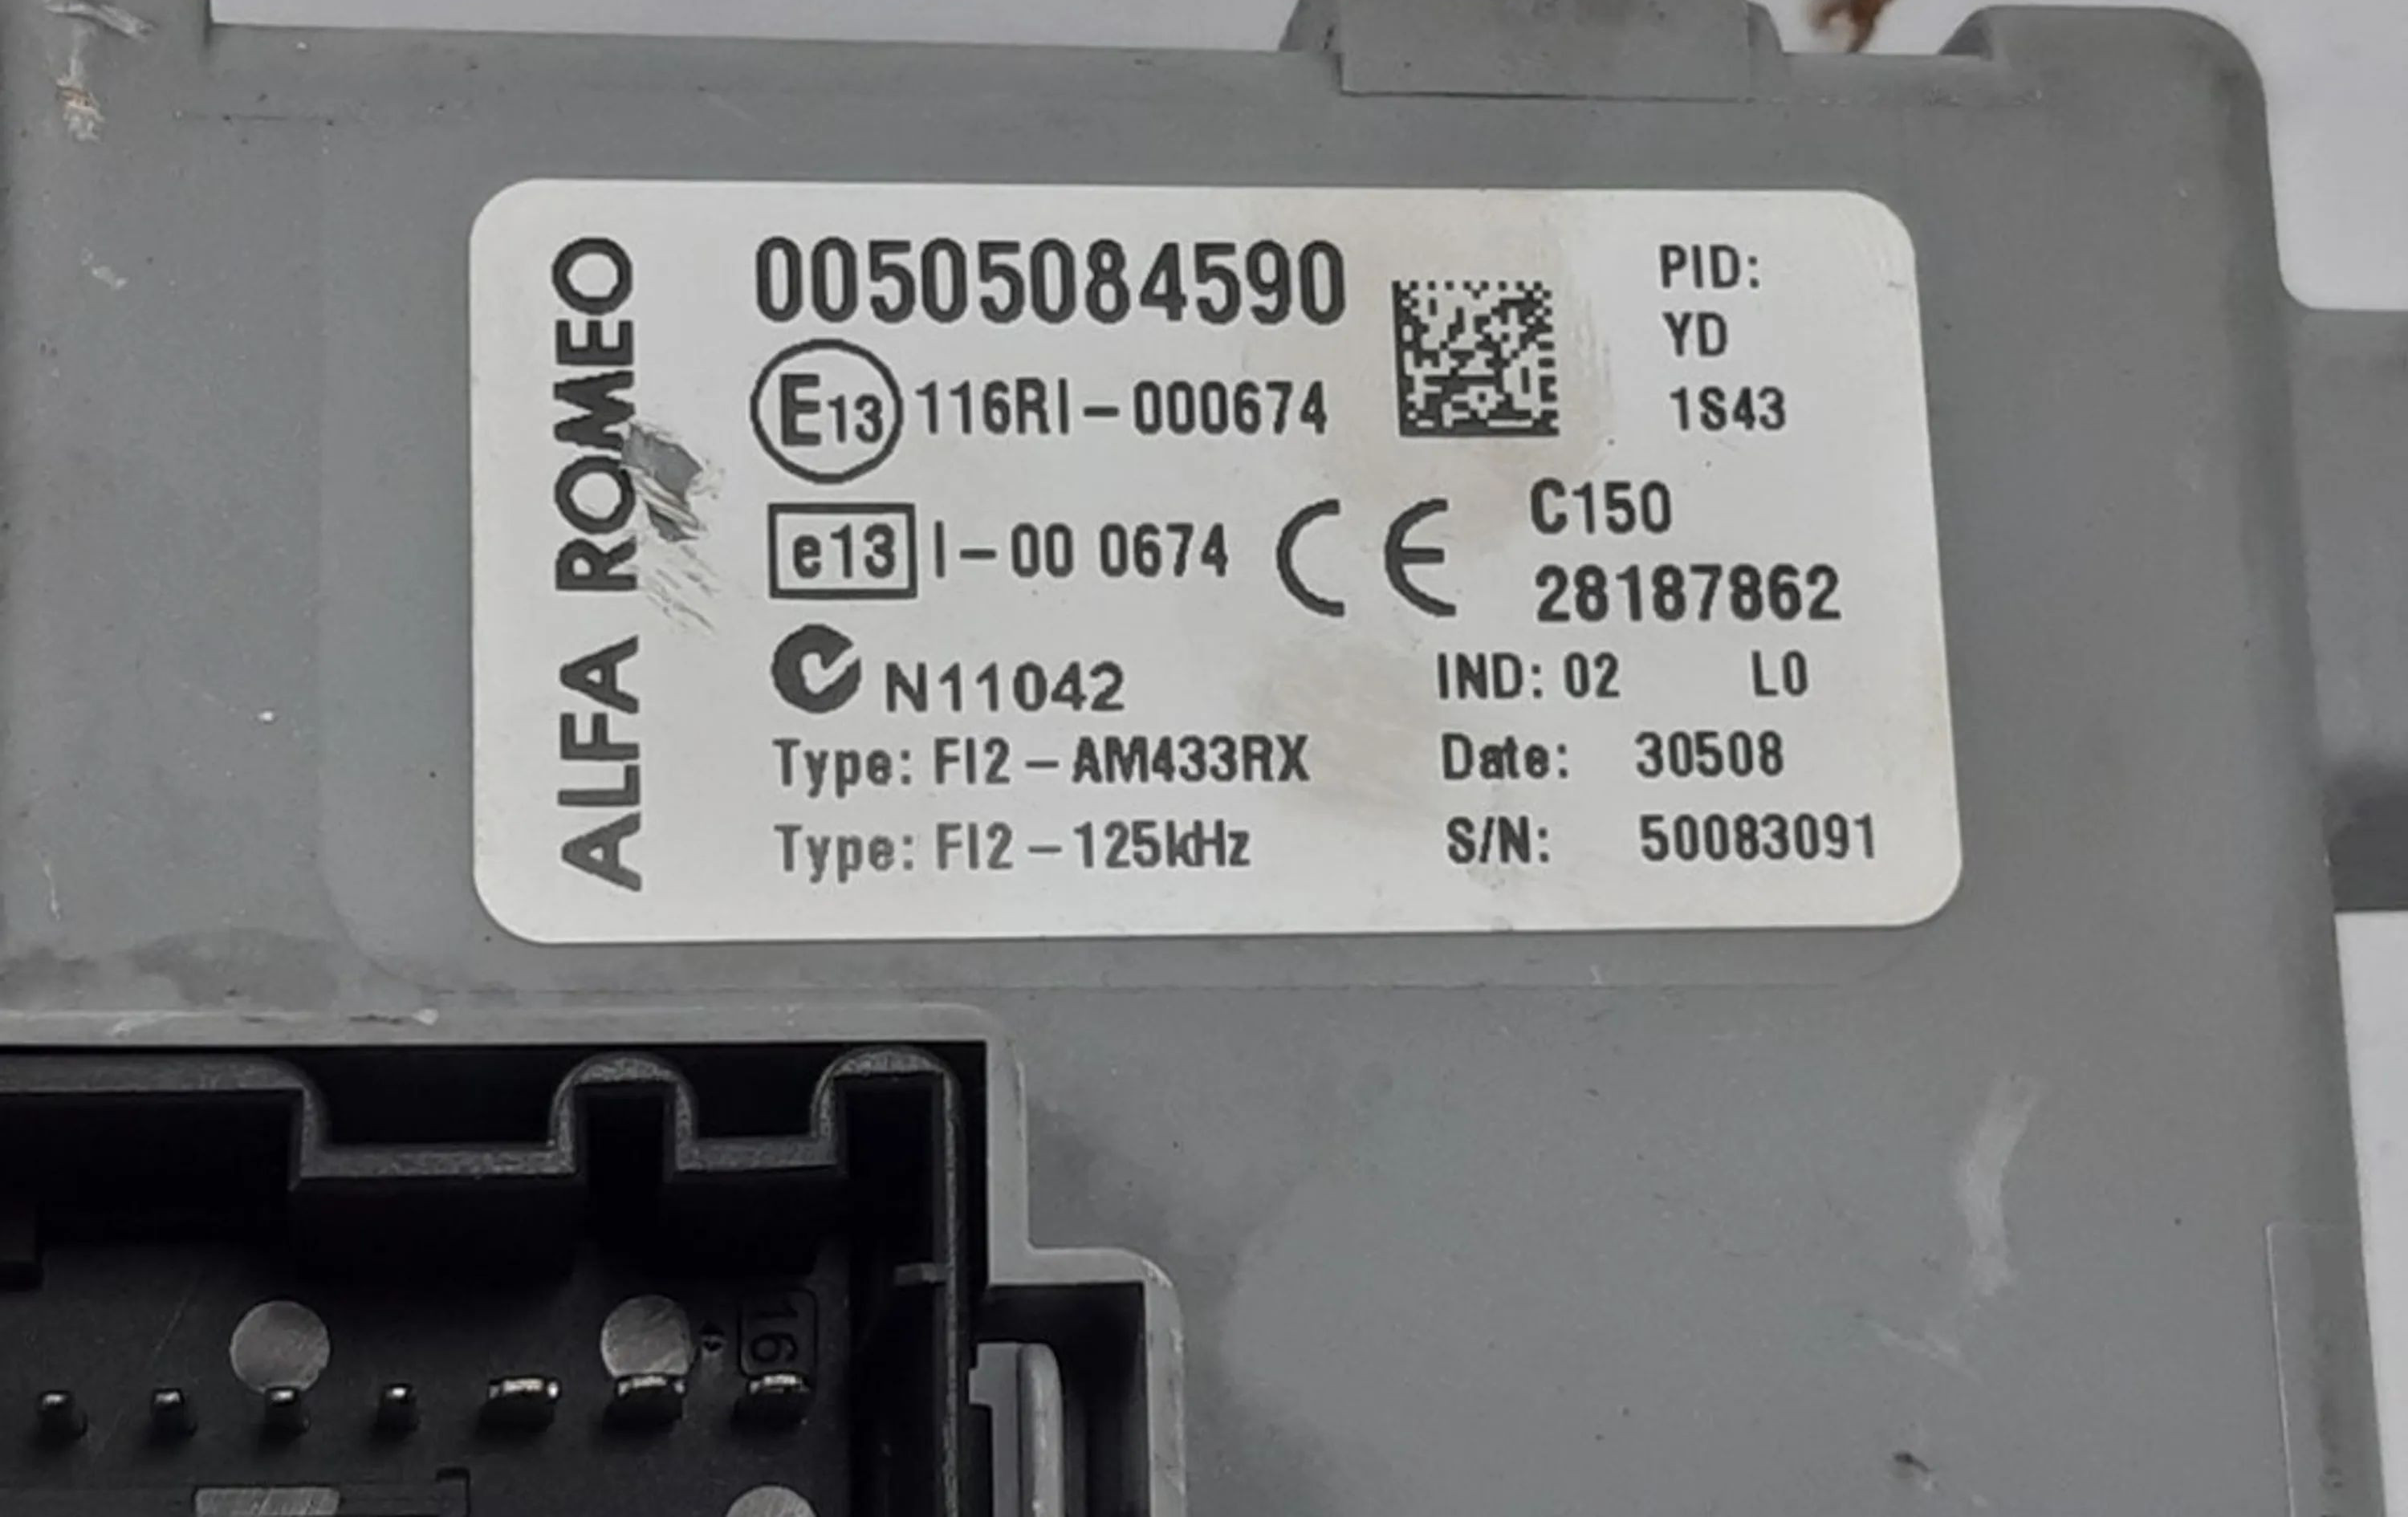 ALFA ROMEO
00505084590
E13 116RI-000674
e13 I-00 0674 CE
N11042
Type: FI2-AM433RX
Type: FI2-125kHz
PID:
YD
1S43
C150
28187862
IND: 02 L0
Date: 30508
S/N: 50083091
16